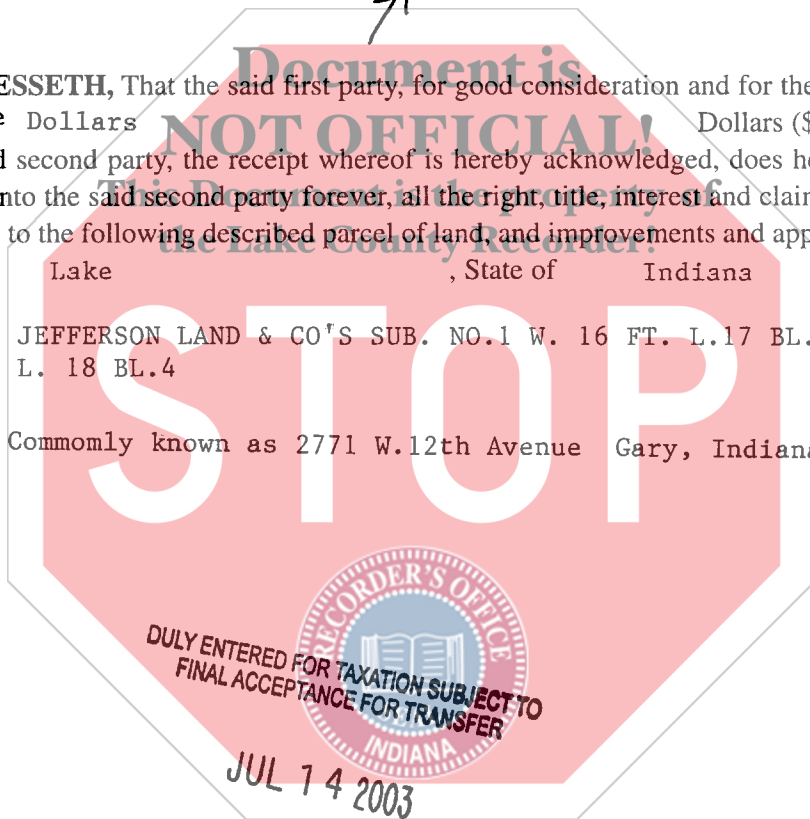 Document is
ESSETH, That the said first party, for good consideration and for the
e Dollars Dollars ($
NOT OFFICIAL!
d second party, the receipt whereof is hereby acknowledged, does he
This Document is the property of
nto the said second party forever, all the right, title, interest and claim
the Lake County Recorder!
to the following described parcel of land, and improvements and app
Lake , State of Indiana
JEFFERSON LAND & CO'S SUB. NO.1 W. 16 FT. L.17 BL.
L. 18 BL.4
Commomly known as 2771 W.12th Avenue Gary, Indiana
STOP
RECORDER'S OFFICE
DULY ENTERED FOR TAXATION SUBJECT TO
FINAL ACCEPTANCE FOR TRANSFER
INDIANA
JUL 14 2003